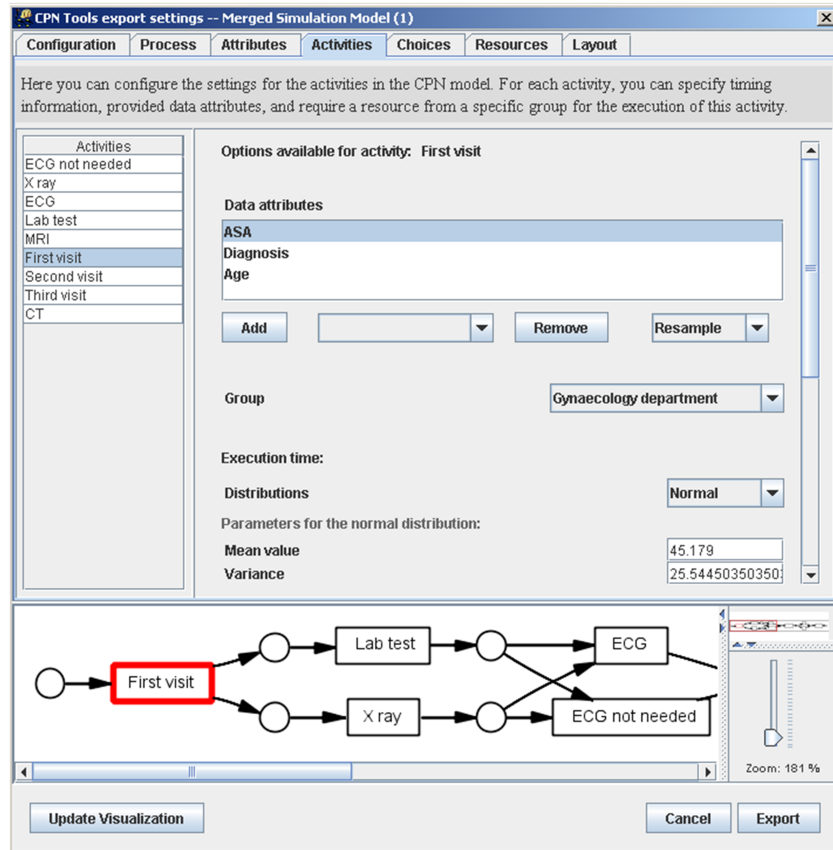 CPN Tools export settings -- Merged Simulation Model (1)
Configuration Process Attributes Activities Choices Resources Layout
Here you can configure the settings for the activities in the CPN model. For each activity, you can specify timing
information, provided data attributes, and require a resource from a specific group for the execution of this activity.
Activities
ECG not needed
X ray
ECG
Lab test
MRI
First visit
Second visit
Third visit
CT
Options available for activity: First visit
Data attributes
ASA
Diagnosis
Age
Add Remove Resample
Group Gynaecology department
Execution time:
Distributions Normal
Parameters for the normal distribution:
Mean value 45.179
Variance 25.544503503503
First visit
Lab test
ECG
X ray
ECG not needed
Zoom: 181 %
Update Visualization Cancel Export